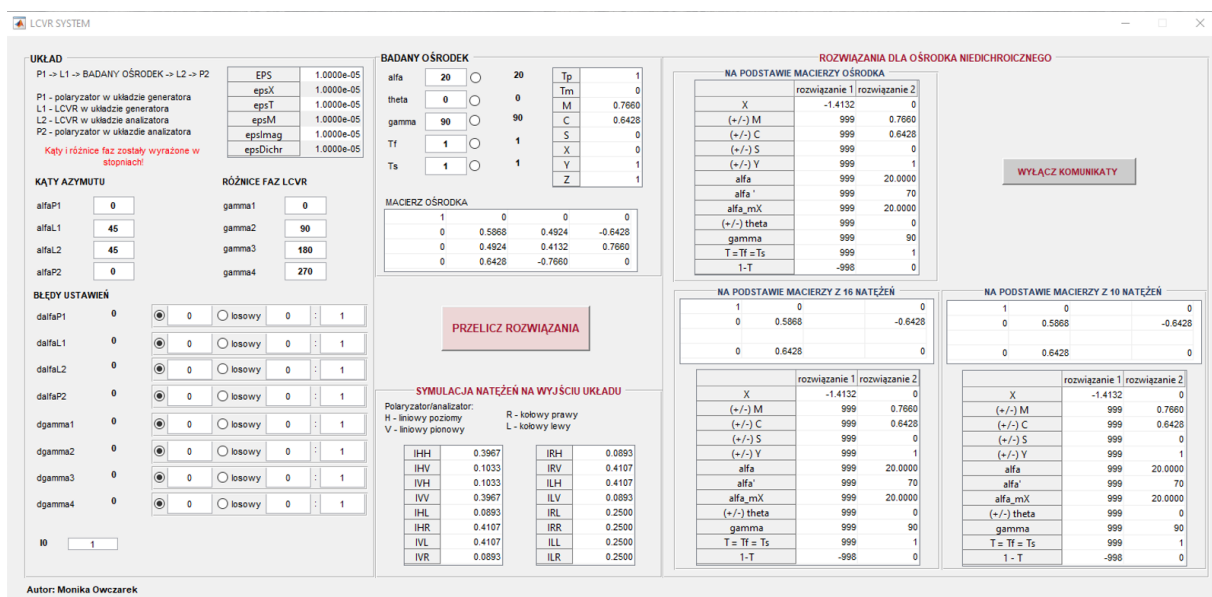 LCVR SYSTEM
UKŁAD
P1 -> L1 -> BADANY OŚRODEK -> L2 -> P2
P1 - polaryzator w układzie generatora
L1 - LCVR w układzie generatora
L2 - LCVR w układzie analizatora
P2 - polaryzator w ukłazdie analizatora
Kąty i różnice faz zostały wyrażone w
stopniach!
EPS 1.0000e-05
epsX 1.0000e-05
epsT 1.0000e-05
epsM 1.0000e-05
epsImag 1.0000e-05
epsDichr 1.0000e-05
KĄTY AZYMUTU
alfaP1 0
alfaL1 45
alfaL2 45
alfaP2 0
RÓŻNICE FAZ LCVR
gamma1 0
gamma2 90
gamma3 180
gamma4 270
BŁĘDY USTAWIEŃ
dalfaP1 0 0 losowy 0 : 1
dalfaL1 0 0 losowy 0 : 1
dalfaL2 0 0 losowy 0 : 1
dalfaP2 0 0 losowy 0 : 1
dgamma1 0 0 losowy 0 : 1
dgamma2 0 0 losowy 0 : 1
dgamma3 0 0 losowy 0 : 1
dgamma4 0 0 losowy 0 : 1
I0 1
Autor: Monika Owczarek
BADANY OŚRODEK
alfa 20 20
theta 0 0
gamma 90 90
Tf 1 1
Ts 1 1
Tp 1
Tm 0
M 0.7660
C 0.6428
S 0
X 0
Y 1
Z 1
MACIERZ OŚRODKA
1 0 0 0
0 0.5868 0.4924 -0.6428
0 0.4924 0.4132 0.7660
0 0.6428 -0.7660 0
PRZELICZ ROZWIĄZANIA
SYMULACJA NATĘŻEŃ NA WYJŚCIU UKŁADU
Polaryzator/analizator:
H - liniowy poziomy
V - liniowy pionowy
R - kołowy prawy
L - kołowy lewy
IHH 0.3967
IHV 0.1033
IVH 0.1033
IVV 0.3967
IHL 0.0893
IHR 0.4107
IVL 0.4107
IVR 0.0893
IRH 0.0893
IRV 0.4107
ILH 0.4107
ILV 0.0893
IRL 0.2500
IRR 0.2500
ILL 0.2500
ILR 0.2500
ROZWIĄZANIA DLA OŚRODKA NIEDICHROICZNEGO
NA PODSTAWIE MACIERZY OŚRODKA
rozwiązanie 1 rozwiązanie 2
X -1.4132 0
(+/-) M 999 0.7660
(+/-) C 999 0.6428
(+/-) S 999 0
(+/-) Y 999 1
alfa 999 20.0000
alfa ' 999 70
alfa_mX 999 20.0000
(+/-) theta 999 0
gamma 999 90
T =Tf =Ts 999 1
1-T -998 0
WYŁĄCZ KOMUNIKATY
NA PODSTAWIE MACIERZY Z 16 NATĘŻEŃ
1 0 0
0 0.5868 -0.6428
0 0.6428 0
rozwiązanie 1 rozwiązanie 2
X -1.4132 0
(+/-) M 999 0.7660
(+/-) C 999 0.6428
(+/-) S 999 0
(+/-) Y 999 1
alfa 999 20.0000
alfa' 999 70
alfa_mX 999 20.0000
(+/-) theta 999 0
gamma 999 90
T = Tf = Ts 999 1
1-T -998 0
NA PODSTAWIE MACIERZY Z 10 NATĘŻEŃ
1 0 0
0 0.5868 -0.6428
0 0.6428 0
rozwiązanie 1 rozwiązanie 2
X -1.4132 0
(+/-) M 999 0.7660
(+/-) C 999 0.6428
(+/-) S 999 0
(+/-) Y 999 1
alfa 999 20.0000
alfa' 999 70
alfa_mX 999 20.0000
(+/-) theta 999 0
gamma 999 90
T = Tf = Ts 999 1
1 - T -998 0